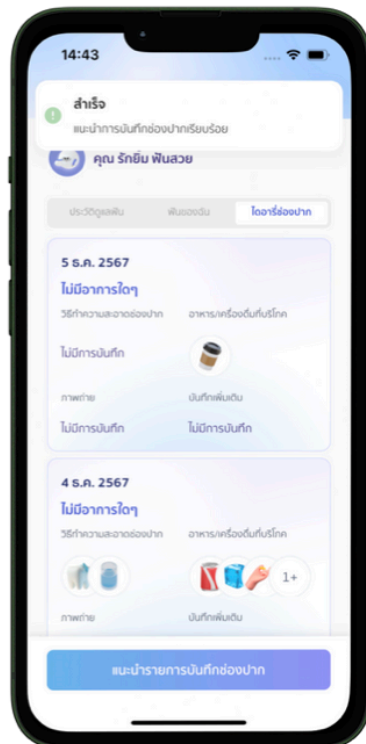 14:43
สำเร็จ
แนะนำการบันทึกช่องปากเรียบร้อย
คุณ รักยิ้ม ฟันสวย
ประวัติดูแลฟัน ฟันของฉัน ไดอารี่ช่องปาก
5 ธ.ค. 2567
ไม่มีอาการใดๆ
วิธีทำความสะอาดช่องปาก อาหาร/เครื่องดื่มที่บริโภค
ไม่มีการบันทึก
ภาพถ่าย บันทึกเพิ่มเติม
ไม่มีการบันทึก ไม่มีการบันทึก
4 ธ.ค. 2567
ไม่มีอาการใดๆ
วิธีทำความสะอาดช่องปาก อาหาร/เครื่องดื่มที่บริโภค
1+
ภาพถ่าย บันทึกเพิ่มเติม
แนะนำรายการบันทึกช่องปาก